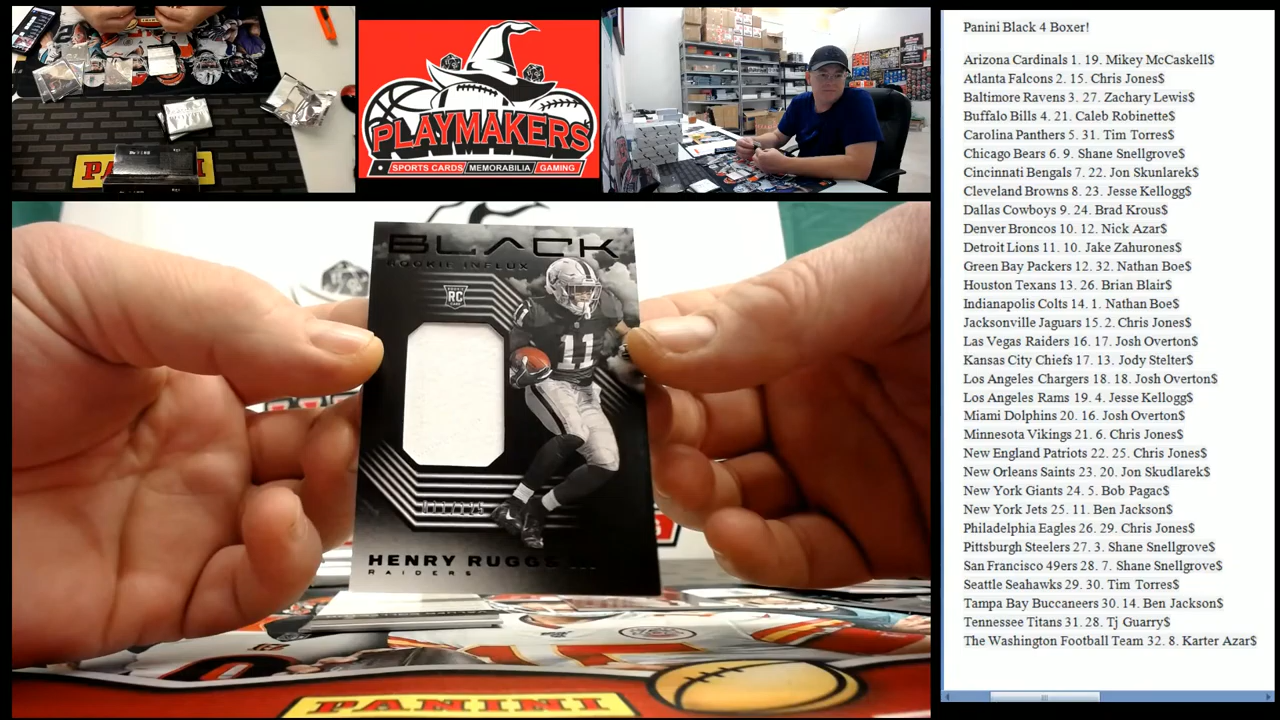 PLAYMAKERS
SPORTS CARDS MEMORABILIA GAMING
PANINI
BLACK
ROOKIE INFLUX
RC
11
HENRY RUGGS III
RAIDERS
PANINI
Panini Black 4 Boxer!
Arizona Cardinals 1. 19. Mikey McCaskell$
Atlanta Falcons 2. 15. Chris Jones$
Baltimore Ravens 3. 27. Zachary Lewis$
Buffalo Bills 4. 21. Caleb Robinette$
Carolina Panthers 5. 31. Tim Torres$
Chicago Bears 6. 9. Shane Snellgrove$
Cincinnati Bengals 7. 22. Jon Skunlarek$
Cleveland Browns 8. 23. Jesse Kellogg$
Dallas Cowboys 9. 24. Brad Krous$
Denver Broncos 10. 12. Nick Azar$
Detroit Lions 11. 10. Jake Zahurones$
Green Bay Packers 12. 32. Nathan Boe$
Houston Texans 13. 26. Brian Blair$
Indianapolis Colts 14. 1. Nathan Boe$
Jacksonville Jaguars 15. 2. Chris Jones$
Las Vegas Raiders 16. 17. Josh Overton$
Kansas City Chiefs 17. 13. Jody Stelter$
Los Angeles Chargers 18. 18. Josh Overton$
Los Angeles Rams 19. 4. Jesse Kellogg$
Miami Dolphins 20. 16. Josh Overton$
Minnesota Vikings 21. 6. Chris Jones$
New England Patriots 22. 25. Chris Jones$
New Orleans Saints 23. 20. Jon Skudlarek$
New York Giants 24. 5. Bob Pagac$
New York Jets 25. 11. Ben Jackson$
Philadelphia Eagles 26. 29. Chris Jones$
Pittsburgh Steelers 27. 3. Shane Snellgrove$
San Francisco 49ers 28. 7. Shane Snellgrove$
Seattle Seahawks 29. 30. Tim Torres$
Tampa Bay Buccaneers 30. 14. Ben Jackson$
Tennessee Titans 31. 28. Tj Guarry$
The Washington Football Team 32. 8. Karter Azar$